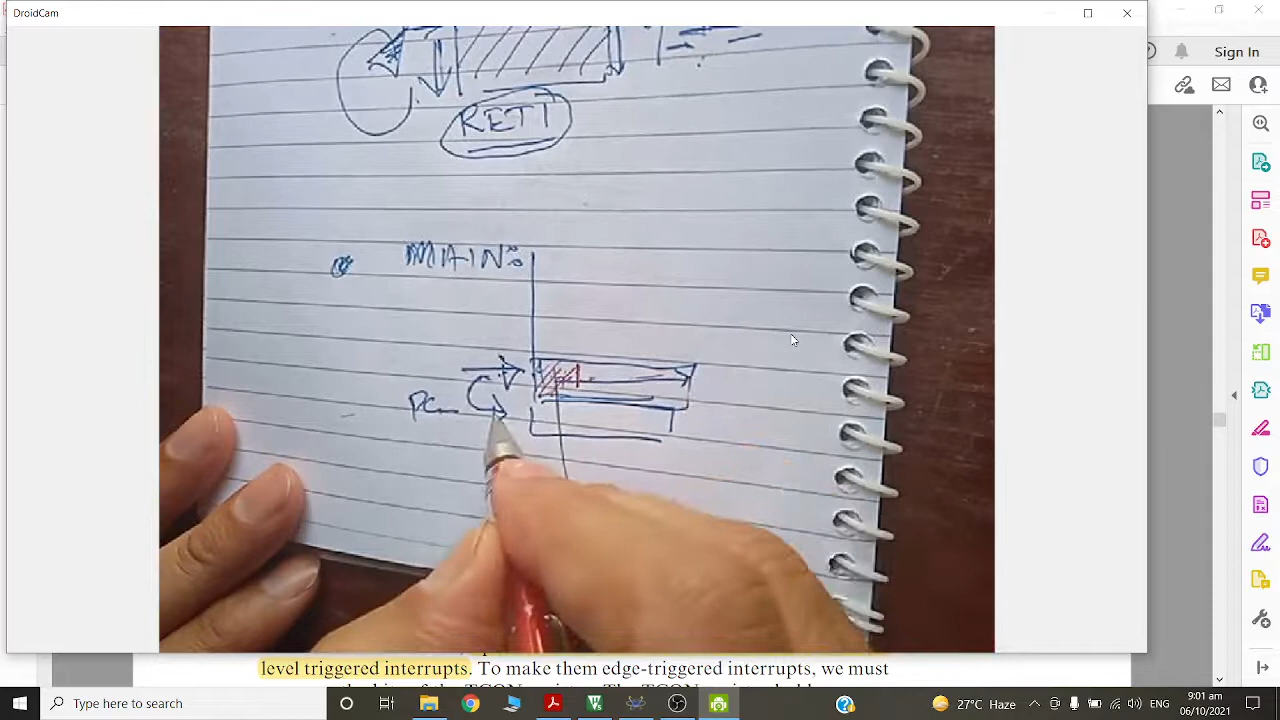 DroidCam
Sign In
RETI
MAIN:
PC
level triggered interrupts. To make them edge-triggered interrupts, we must
Type here to search
27°C Haze
ENG
9:01 am
06/10/2021